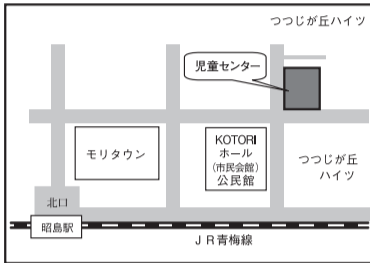 つつじが丘ハイツ
児童センター
モリタウン
KOTORI
ホール
(市民会館)
公民館
つつじが丘
ハイツ
北口
昭島駅
JR青梅線